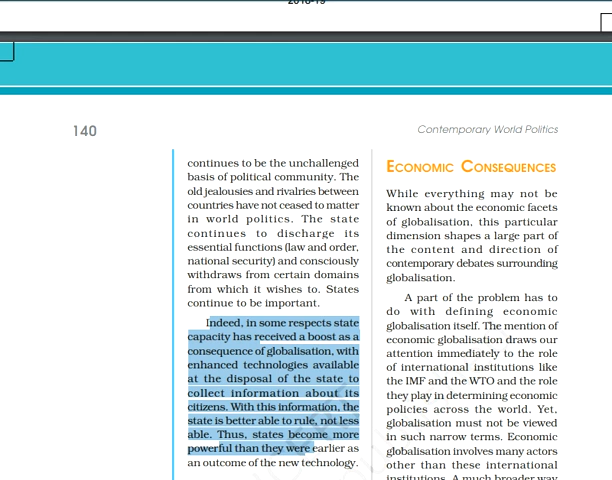 2018-19
140
Contemporary World Politics
continues to be the unchallenged
basis of political community. The
old jealousies and rivalries between
countries have not ceased to matter
in world politics. The state
continues to discharge its
essential functions (law and order,
national security) and consciously
withdraws from certain domains
from which it wishes to. States
continue to be important.
Indeed, in some respects state
capacity has received a boost as a
consequence of globalisation, with
enhanced technologies available
at the disposal of the state to
collect information about its
citizens. With this information, the
state is better able to rule, not less
able. Thus, states become more
powerful than they were earlier as
an outcome of the new technology.
ECONOMIC CONSEQUENCES
While everything may not be
known about the economic facets
of globalisation, this particular
dimension shapes a large part of
the content and direction of
contemporary debates surrounding
globalisation.
A part of the problem has to
do with defining economic
globalisation itself. The mention of
economic globalisation draws our
attention immediately to the role
of international institutions like
the IMF and the WTO and the role
they play in determining economic
policies across the world. Yet,
globalisation must not be viewed
in such narrow terms. Economic
globalisation involves many actors
other than these international
institutions. A much broader way